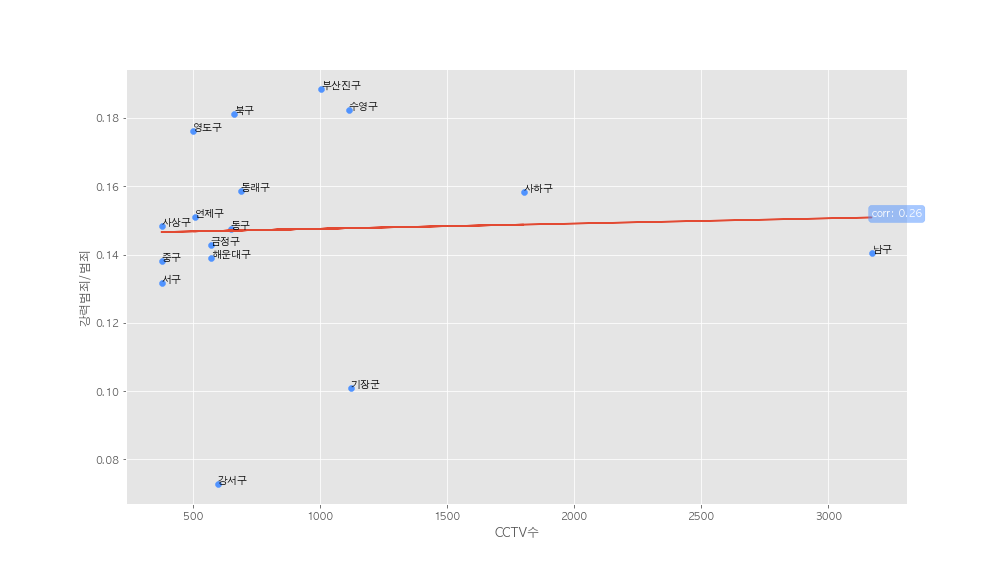 부산진구
수영구
북구
영도구
동래구
사하구
연제구
사상구
동구
금정구
해운대구
중구
서구
남구
기장군
강서구
corr: 0.26
강력범죄/범죄
0.18
0.16
0.14
0.12
0.10
0.08
500
1000
1500
2000
2500
3000
CCTV수